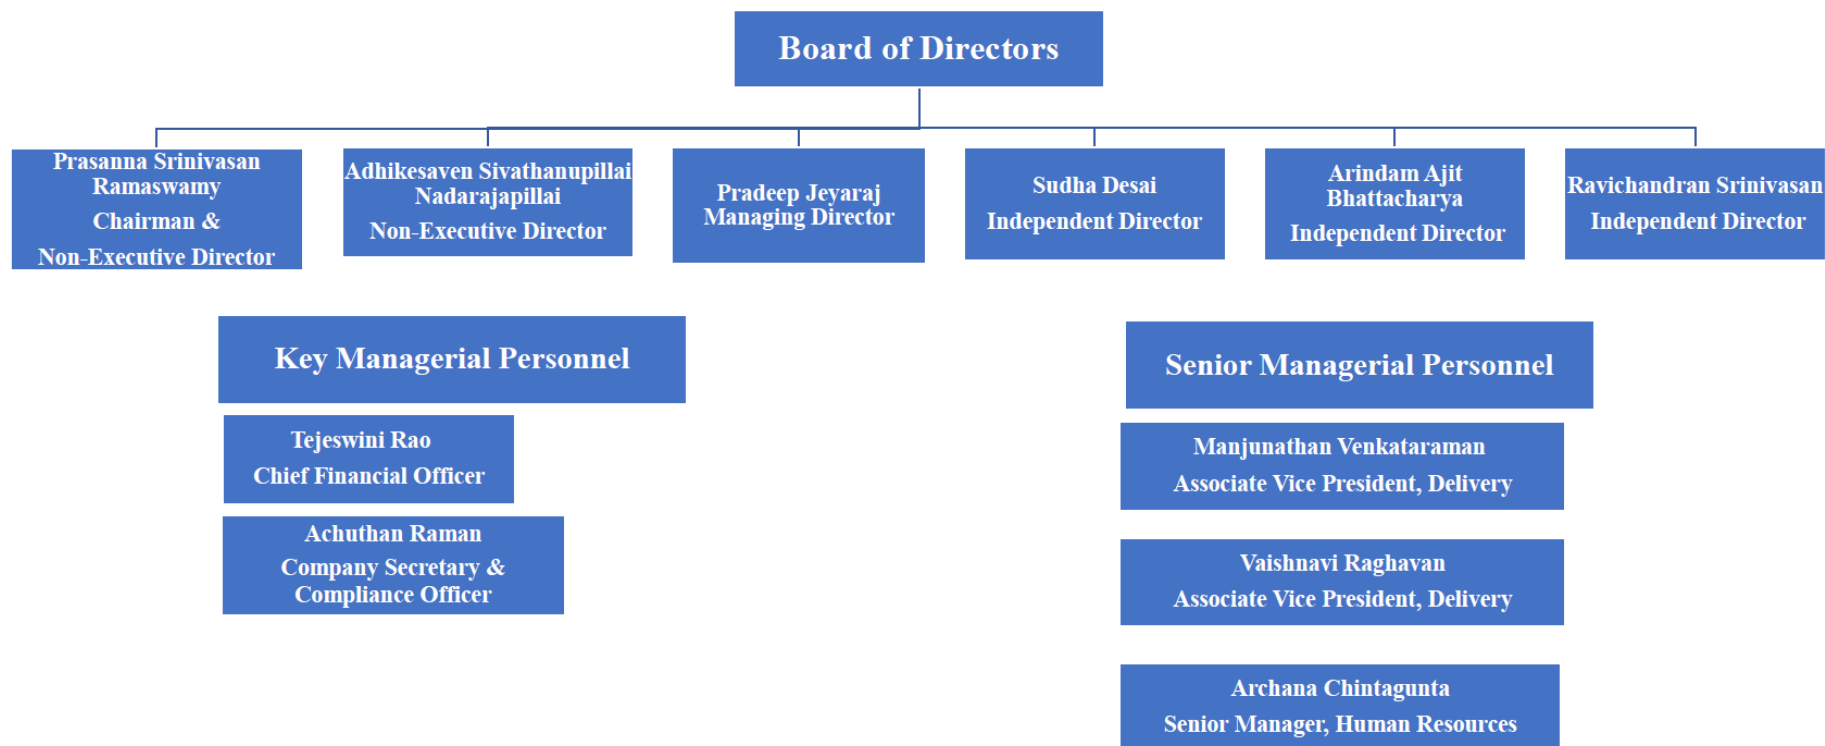 Board of Directors
Prasanna Srinivasan
Ramaswamy
Chairman &
Non-Executive Director
Adhikesaven Sivathanupillai
Nadarajapillai
Non-Executive Director
Pradeep Jeyaraj
Managing Director
Sudha Desai
Independent Director
Arindam Ajit
Bhattacharya
Independent Director
Ravichandran Srinivasan
Independent Director
Key Managerial Personnel
Tejeswini Rao
Chief Financial Officer
Achuthan Raman
Company Secretary &
Compliance Officer
Senior Managerial Personnel
Manjunathan Venkataraman
Associate Vice President, Delivery
Vaishnavi Raghavan
Associate Vice President, Delivery
Archana Chintagunta
Senior Manager, Human Resources